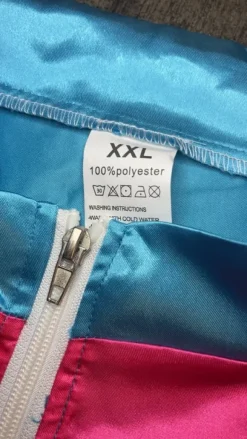 XXL
100%polyester
WASHING INSTRUCTIONS
WITH COLD WATER